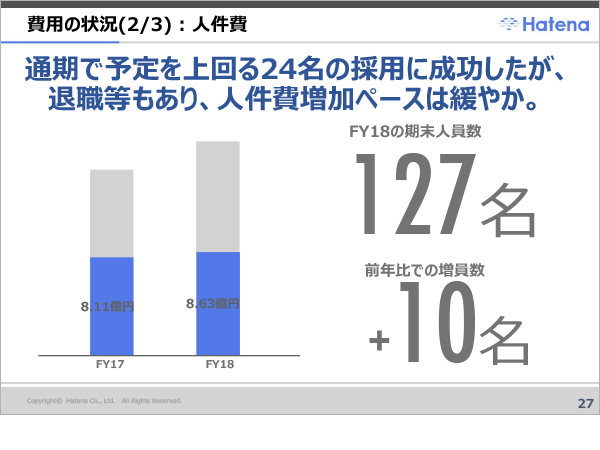 費用の状況(2/3)：人件費
Hatena
通期で予定を上回る24名の採用に成功したが、
退職等もあり、人件費増加ペースは緩やか。
FY18の期末人員数
127名
前年比での増員数
+10名
8.11億円
8.63億円
FY17
FY18
Copyright© Hatena Co., Ltd. All Rights Reserved.
27